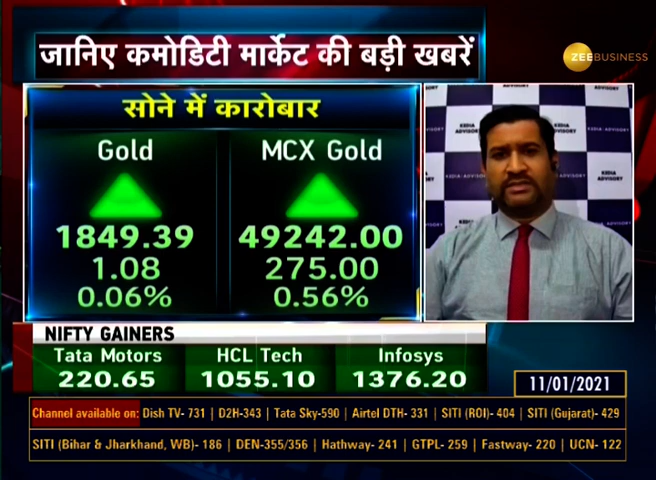 जानिए कमोडिटी मार्केट की बड़ी खबरें
ZEEBUSINESS
सोने में कारोबार
Gold
1849.39
1.08
0.06%
MCX Gold
49242.00
275.00
0.56%
KEDIA ADVISORY
NIFTY GAINERS
Tata Motors
220.65
HCL Tech
1055.10
Infosys
1376.20
11/01/2021
Channel available on: Dish TV- 731 | D2H-343 | Tata Sky-590 | Airtel DTH- 331 | SITI (ROI)- 404 | SITI (Gujarat)- 429
SITI (Bihar & Jharkhand, WB)- 186 | DEN-355/356 | Hathway- 241 | GTPL- 259 | Fastway- 220 | UCN- 122